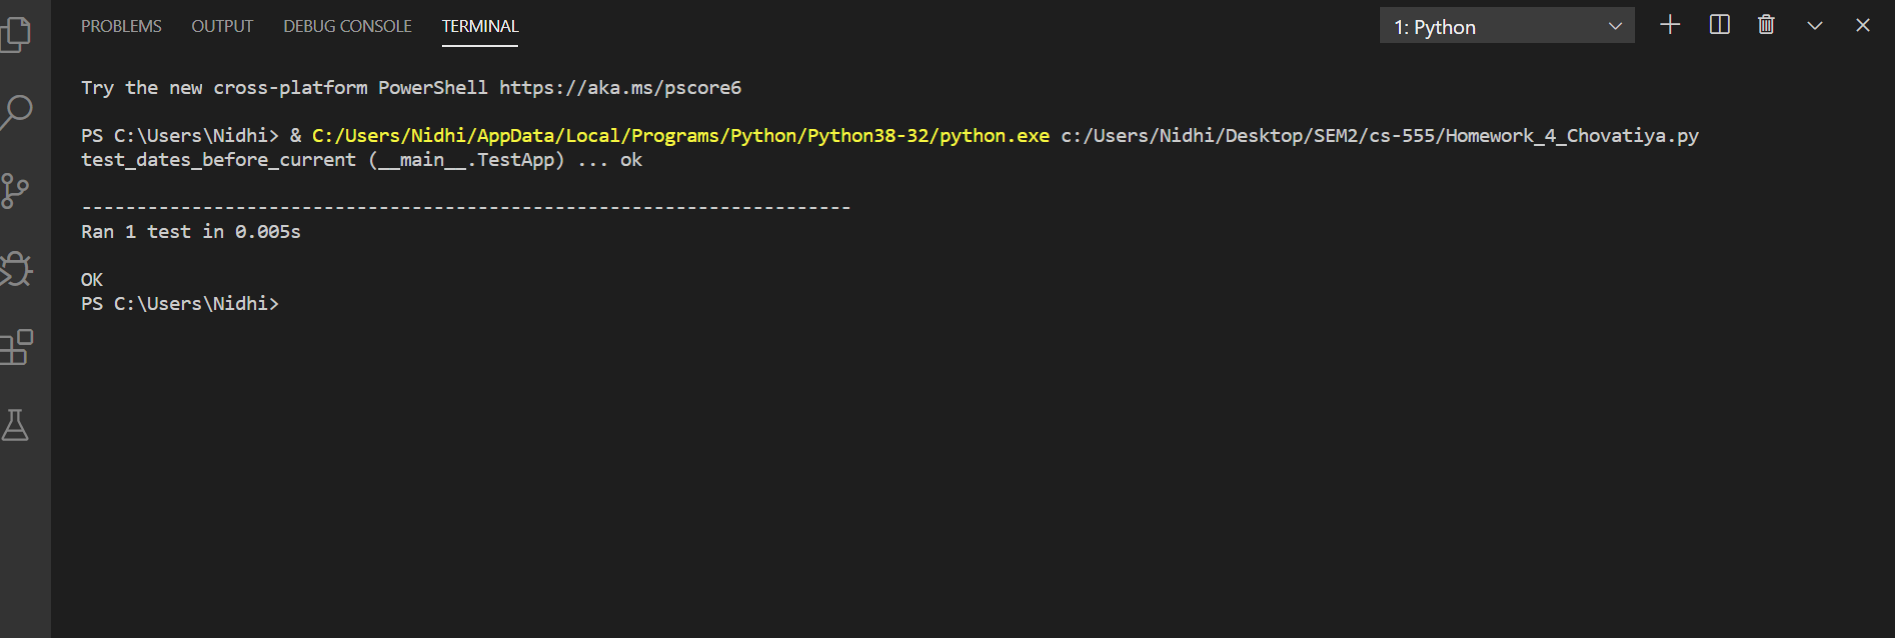 PROBLEMS OUTPUT DEBUG CONSOLE TERMINAL 1: Python
Try the new cross-platform PowerShell https://aka.ms/pscore6
PS C:\Users\Nidhi> & C:/Users/Nidhi/AppData/Local/Programs/Python/Python38-32/python.exe c:/Users/Nidhi/Desktop/SEM2/cs-555/Homework_4_Chovatiya.py
test_dates_before_current (__main__.TestApp) ... ok
----------------------------------------------------------------------
Ran 1 test in 0.005s
OK
PS C:\Users\Nidhi>